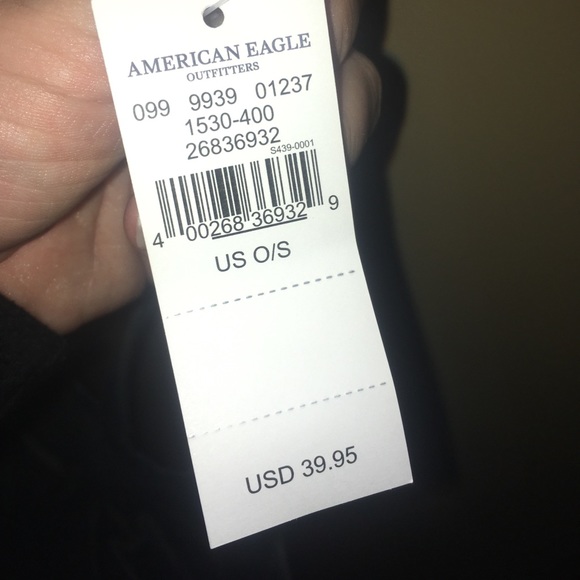 AMERICAN EAGLE
OUTFITTERS
099 9939 01237
1530-400
26836932
S439-0001
4 00268 36932 9
US O/S
USD 39.95